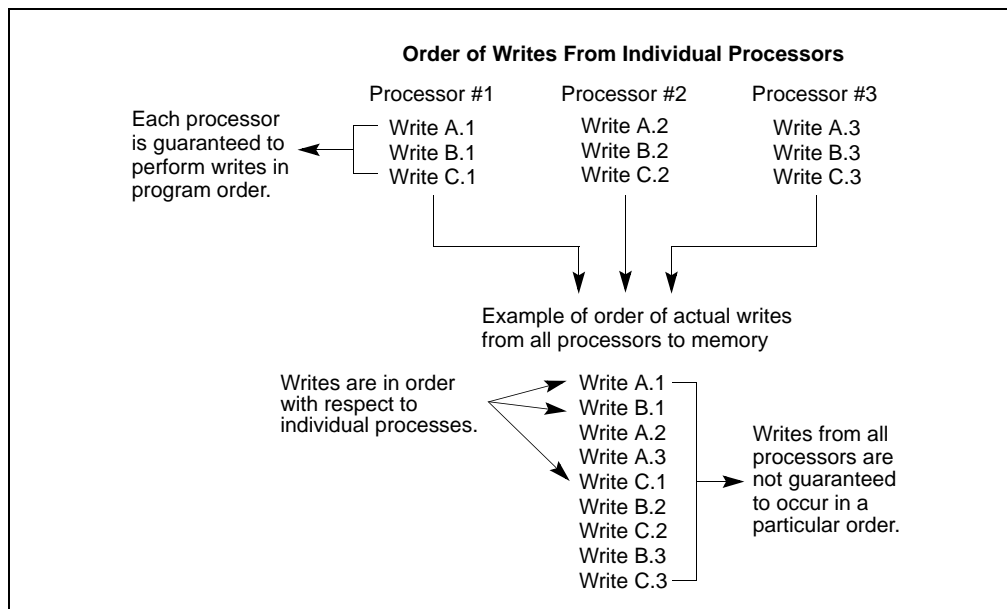 Order of Writes From Individual Processors
Processor #1
Processor #2
Processor #3
Each processor
is guaranteed to
perform writes in
program order.
Write A.1
Write B.1
Write C.1
Write A.2
Write B.2
Write C.2
Write A.3
Write B.3
Write C.3
Example of order of actual writes
from all processors to memory
Writes are in order
with respect to
individual processes.
Write A.1
Write B.1
Write A.2
Write A.3
Write C.1
Write B.2
Write C.2
Write B.3
Write C.3
Writes from all
processors are
not guaranteed
to occur in a
particular order.